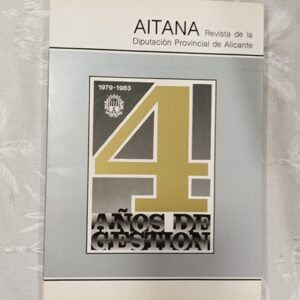 AITANA Revista de la
Diputación Provincial de Alicante
1979-1983
4
AÑOS DE
GESTION